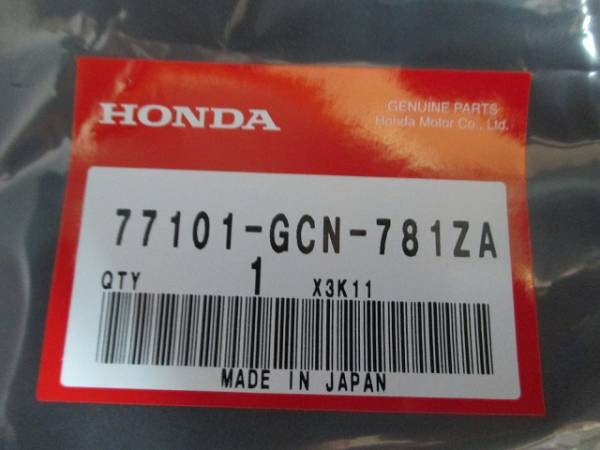 HONDA
GENUINE PARTS
Honda Motor Co., Ltd.
77101-GCN-781ZA
QTY 1 X3K11
MADE IN JAPAN